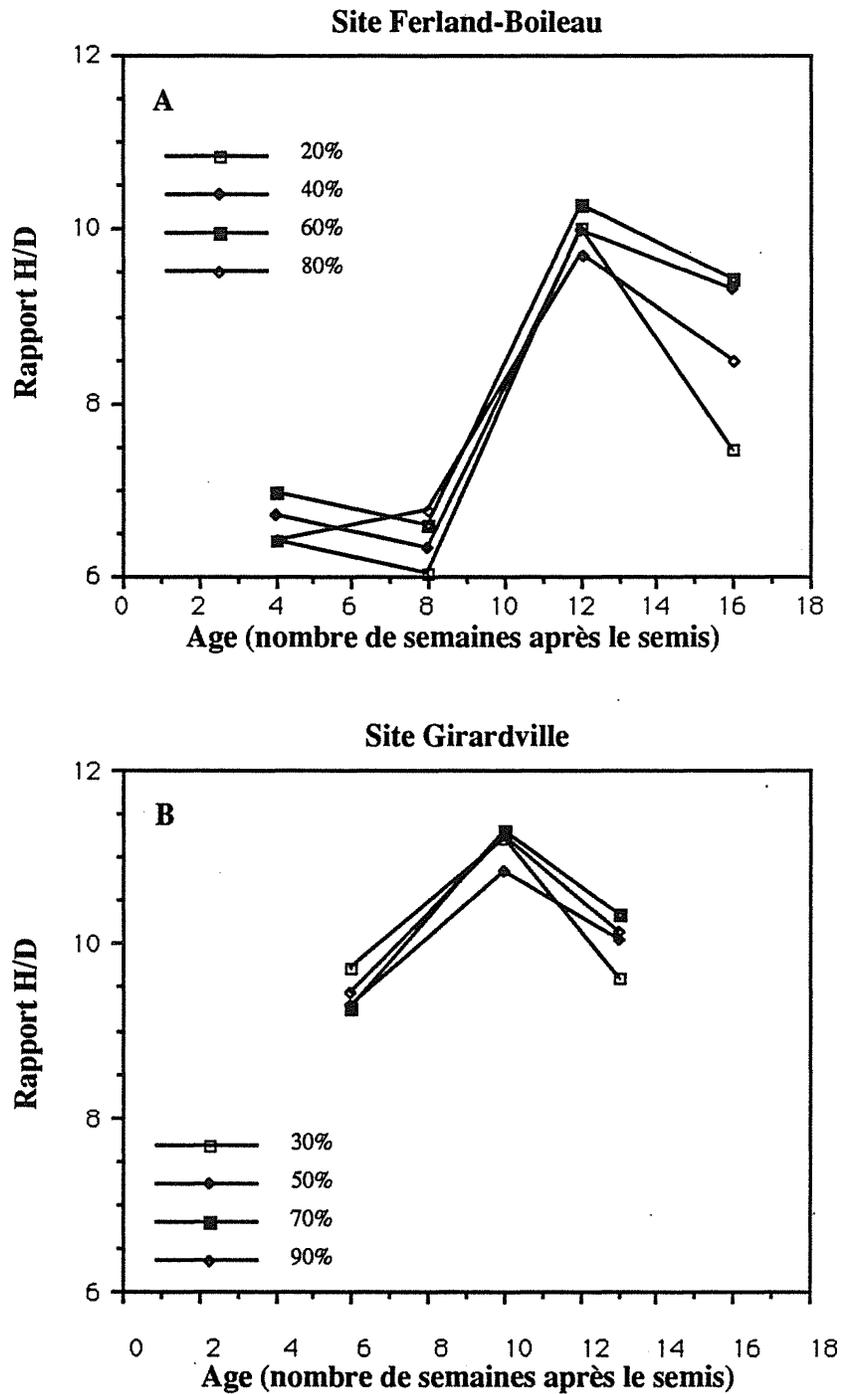 Site Ferland-Boileau
12
A
20%
40%
60%
80%
10
8
6
Rapport H/D
0 2 4 6 8 10 12 14 16 18
Age (nombre de semaines après le semis)
Site Girardville
12
B
10
8
30%
50%
70%
90%
6
Rapport H/D
0 2 4 6 8 10 12 14 16 18
Age (nombre de semaines après le semis)